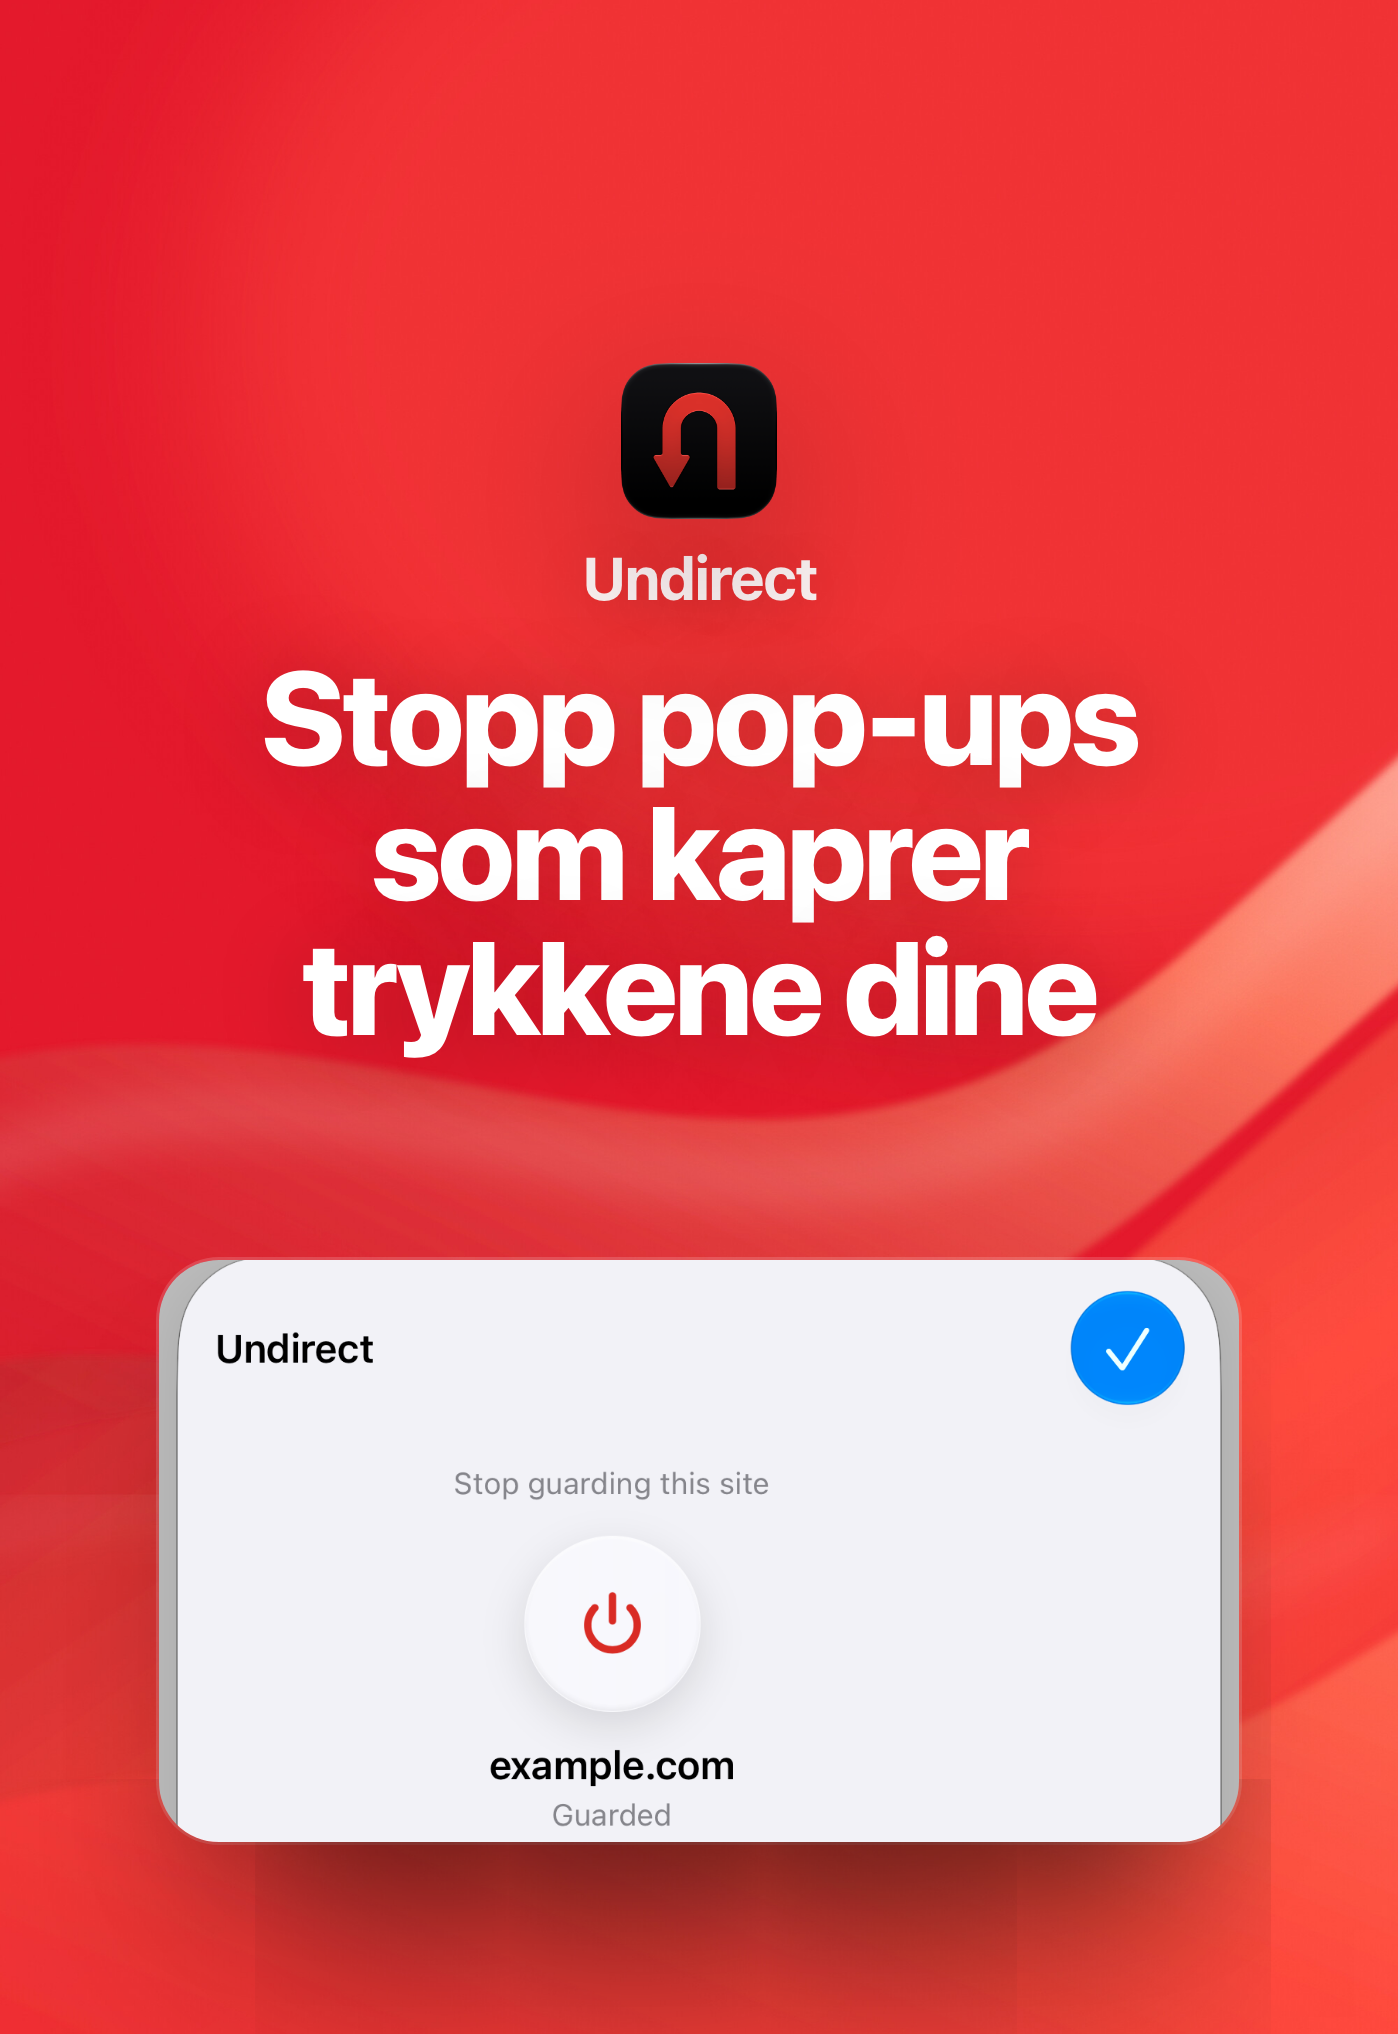 Undirect
Stopp pop-ups
som kaprer
trykkene dine
Undirect
Stop guarding this site
example.com
Guarded